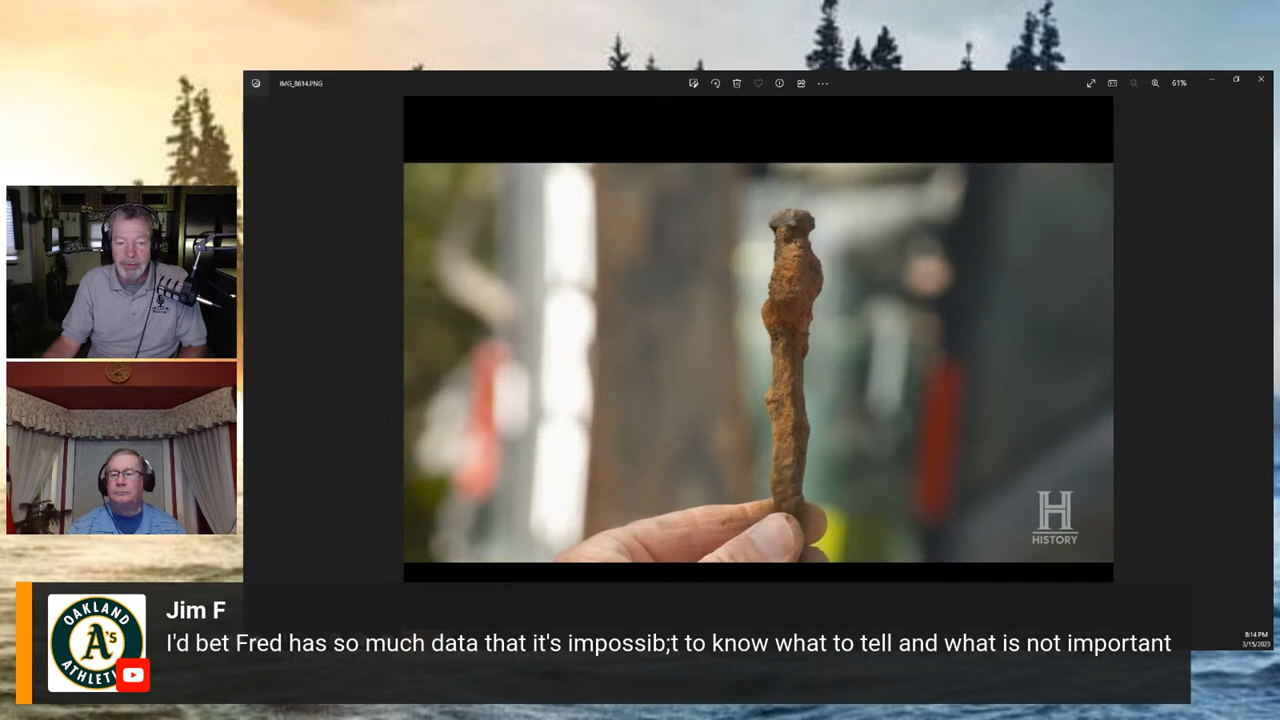 IMG_8614.PNG
61%
H
HISTORY
OAKLAND
A's
ATHLETI
Jim F
I'd bet Fred has so much data that it's impossib;t to know what to tell and what is not important
8:14 PM
3/15/2023